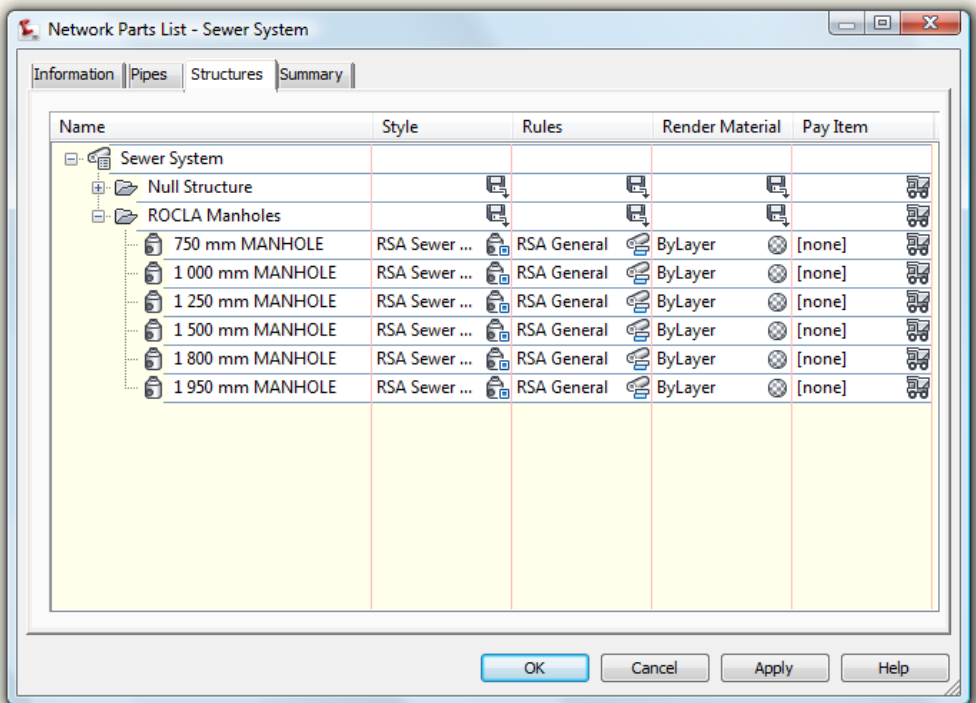 Network Parts List - Sewer System
Information Pipes Structures Summary
Name Style Rules Render Material Pay Item
Sewer System
Null Structure
ROCLA Manholes
750 mm MANHOLE RSA Sewer ... RSA General ByLayer [none]
1 000 mm MANHOLE RSA Sewer ... RSA General ByLayer [none]
1 250 mm MANHOLE RSA Sewer ... RSA General ByLayer [none]
1 500 mm MANHOLE RSA Sewer ... RSA General ByLayer [none]
1 800 mm MANHOLE RSA Sewer ... RSA General ByLayer [none]
1 950 mm MANHOLE RSA Sewer ... RSA General ByLayer [none]
OK Cancel Apply Help